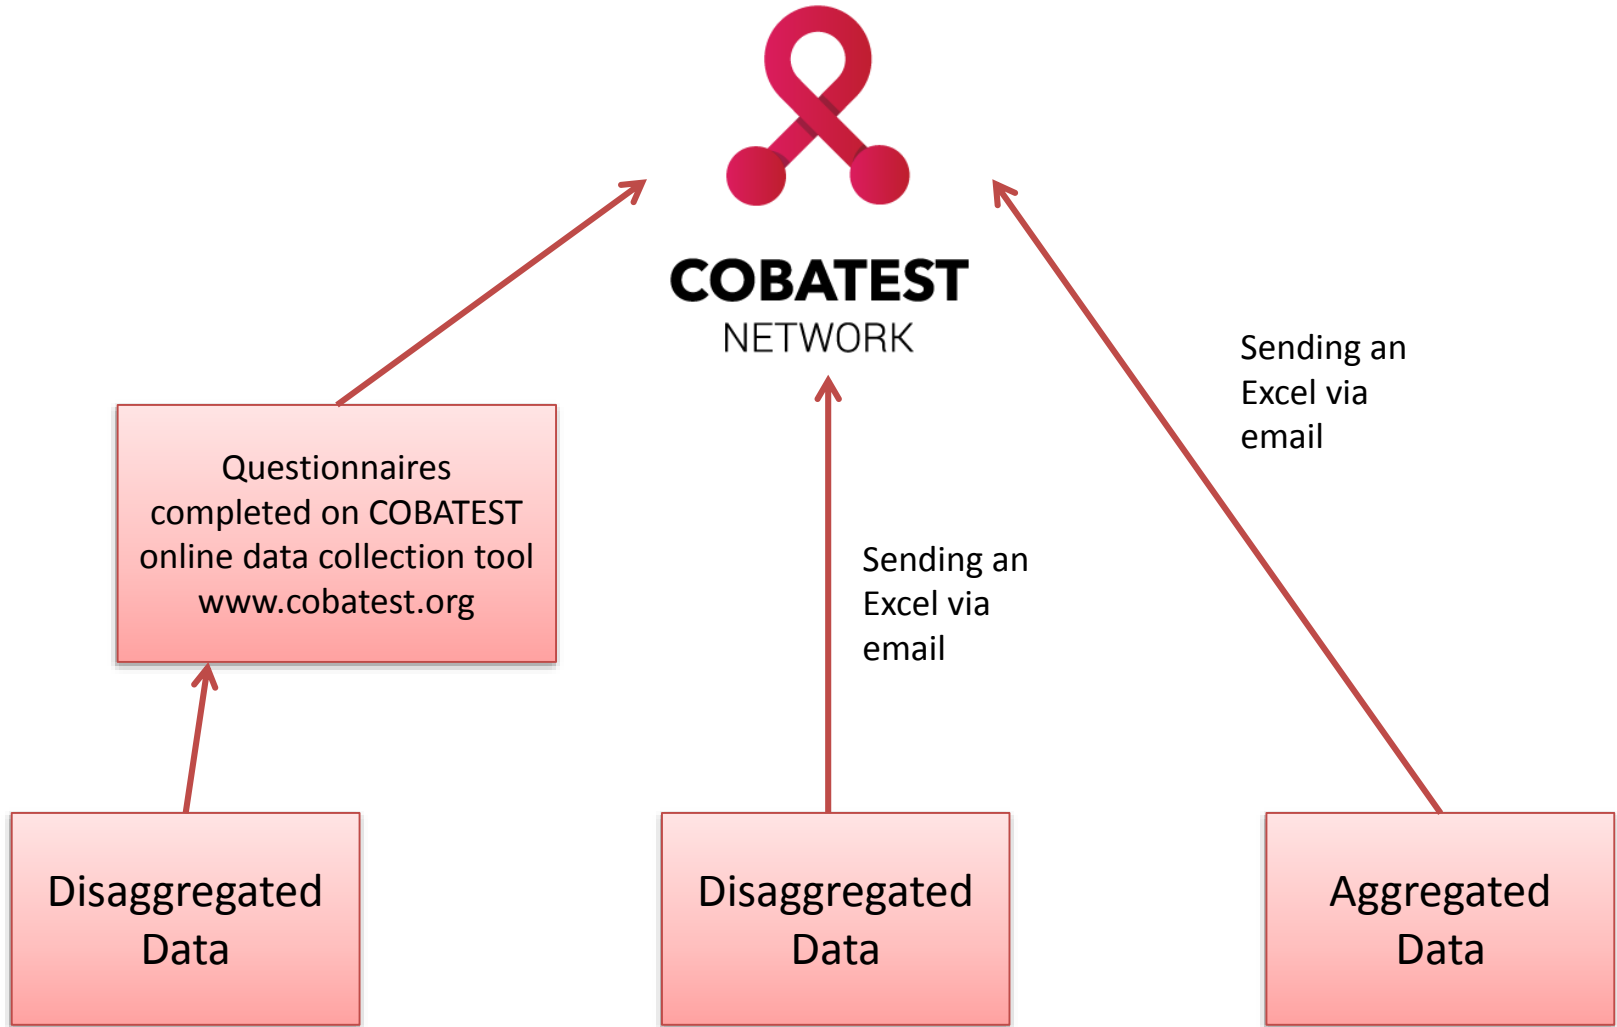 COBATEST
NETWORK
Sending an
Excel via
email
Questionnaires
completed on COBATEST
online data collection tool
www.cobatest.org
Sending an
Excel via
email
Disaggregated
Data
Disaggregated
Data
Aggregated
Data